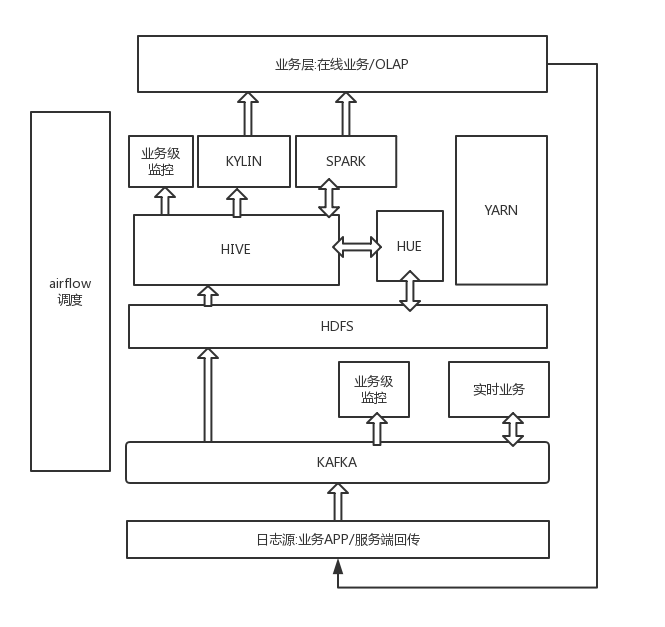 业务层:在线业务/OLAP
业务级
监控
KYLIN
SPARK
YARN
HIVE
HUE
airflow
调度
HDFS
业务级
监控
实时业务
KAFKA
日志源:业务APP/服务端回传